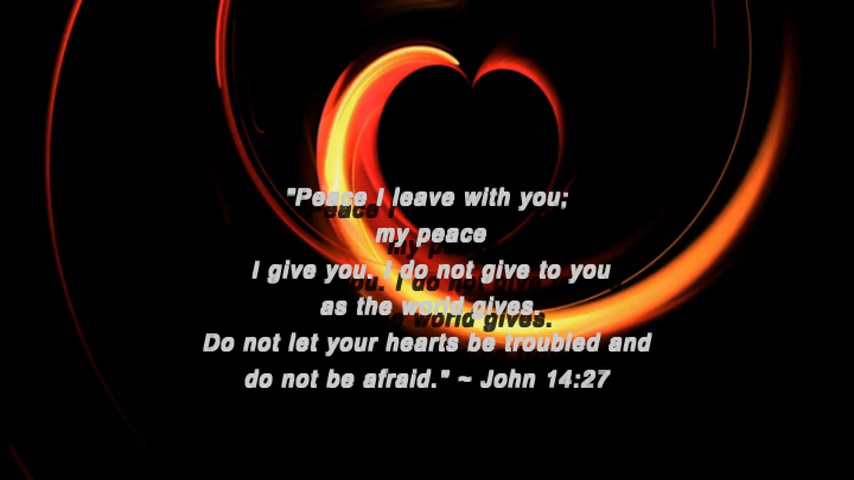 "Peace I leave with you;
my peace
I give you. I do not give to you
as the world gives.
Do not let your hearts be troubled and
do not be afraid." ~ John 14:27